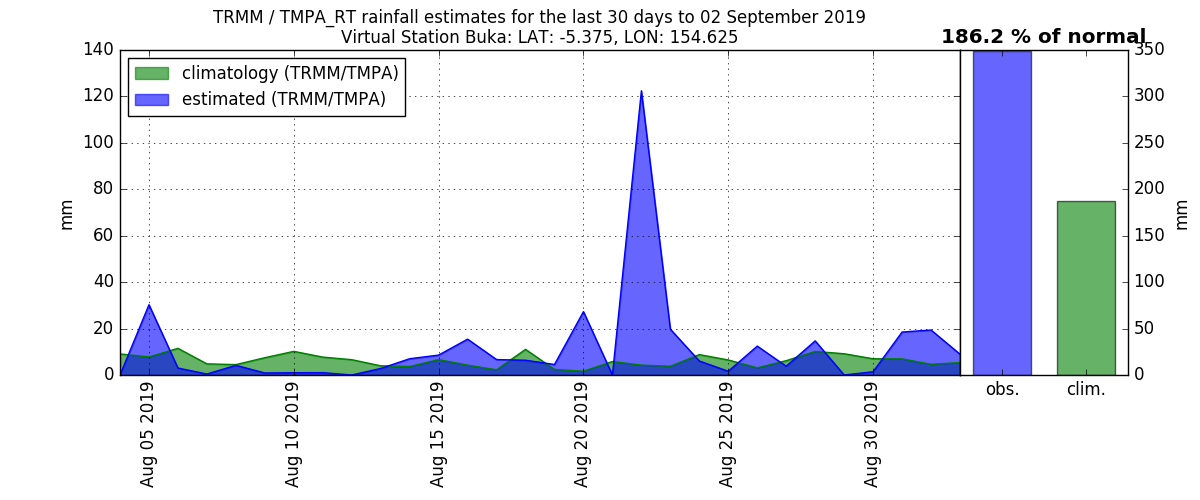 TRMM / TMPA_RT rainfall estimates for the last 30 days to 02 September 2019
Virtual Station Buka: LAT: -5.375, LON: 154.625
186.2 % of normal
climatology (TRMM/TMPA)
estimated (TRMM/TMPA)
mm
140
120
100
80
60
40
20
0
Aug 05 2019
Aug 10 2019
Aug 15 2019
Aug 20 2019
Aug 25 2019
Aug 30 2019
obs.
clim.
350
300
250
200
150
100
50
0
mm